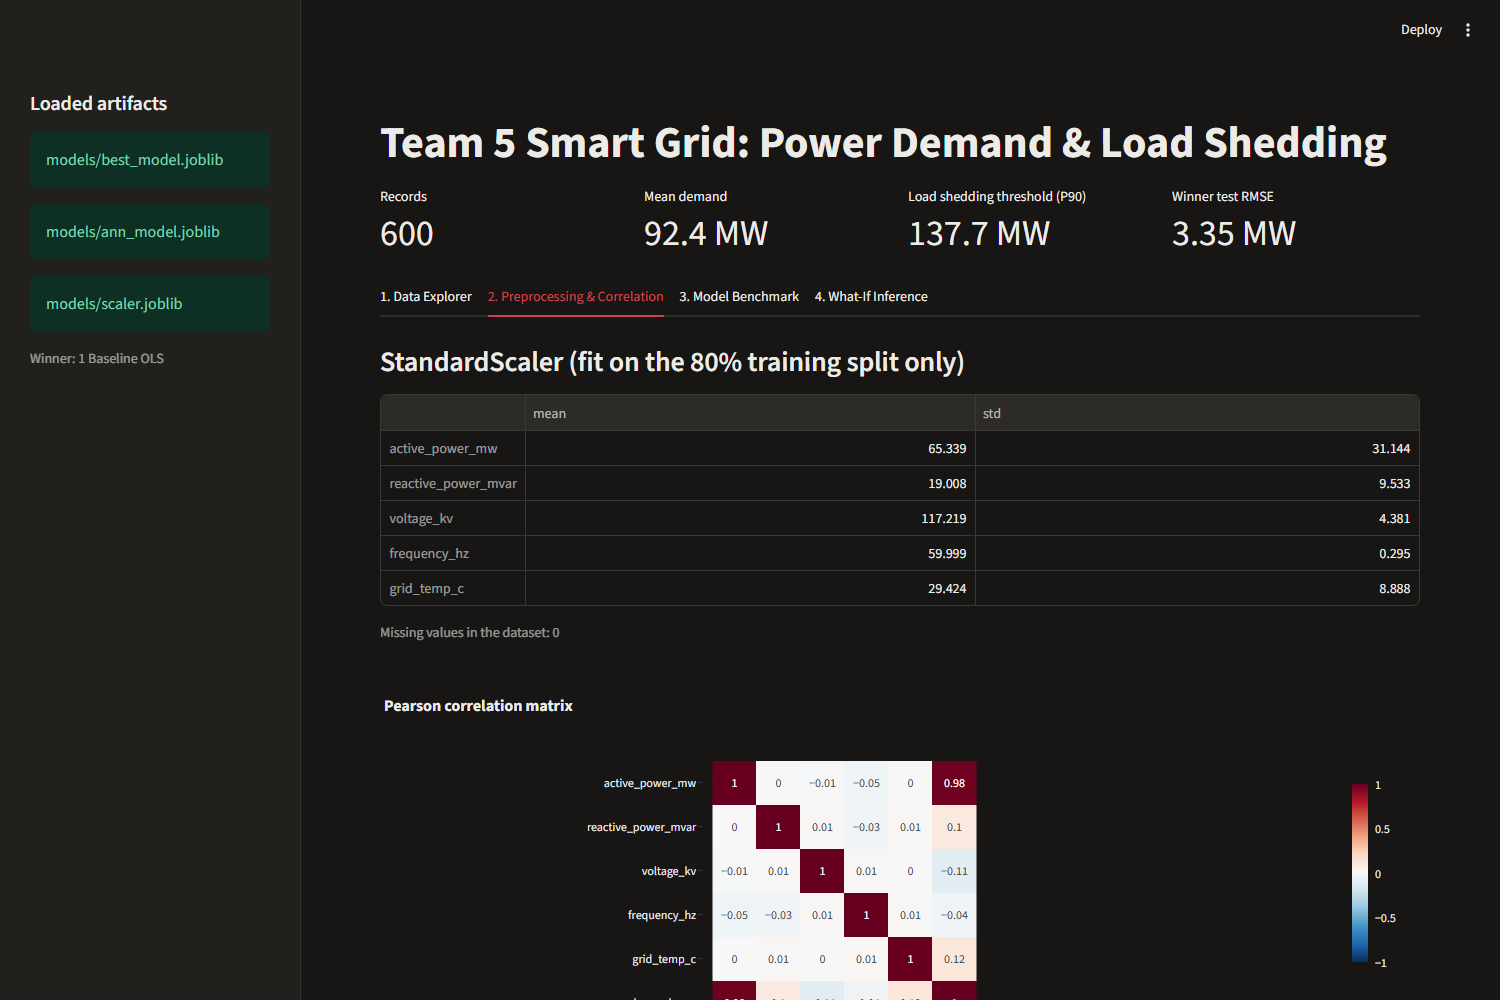 Deploy
Loaded artifacts
models/best_model.joblib
models/ann_model.joblib
models/scaler.joblib
Winner: 1 Baseline OLS
Team 5 Smart Grid: Power Demand & Load Shedding
Records Mean demand Load shedding threshold (P90) Winner test RMSE
600 92.4 MW 137.7 MW 3.35 MW
1. Data Explorer 2. Preprocessing & Correlation 3. Model Benchmark 4. What-If Inference
StandardScaler (fit on the 80% training split only)
mean std
active_power_mw 65.339 31.144
reactive_power_mvar 19.008 9.533
voltage_kv 117.219 4.381
frequency_hz 59.999 0.295
grid_temp_c 29.424 8.888
Missing values in the dataset: 0
Pearson correlation matrix
active_power_mw 1 0 −0.01 −0.05 0 0.98
reactive_power_mvar 0 1 0.01 −0.03 0.01 0.1
voltage_kv −0.01 0.01 1 0.01 0 −0.11
frequency_hz −0.05 −0.03 0.01 1 0.01 −0.04
grid_temp_c 0 0.01 0 0.01 1 0.12
1
0.5
0
−0.5
−1